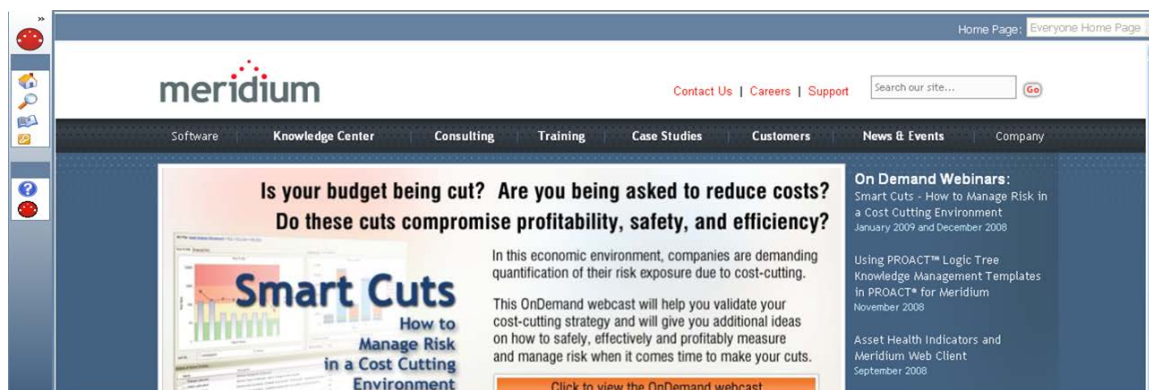 »
Home Page: Everyone Home Page
meridium
Contact Us | Careers | Support
Search our site...
Go
Software
Knowledge Center
Consulting
Training
Case Studies
Customers
News & Events
Company
Is your budget being cut? Are you being asked to reduce costs?
Do these cuts compromise profitability, safety, and efficiency?
In this economic environment, companies are demanding
quantification of their risk exposure due to cost-cutting.
This OnDemand webcast will help you validate your
cost-cutting strategy and will give you additional ideas
on how to safely, effectively and profitably measure
and manage risk when it comes time to make your cuts.
Click to view the OnDemand webcast
Smart Cuts
How to
Manage Risk
in a Cost Cutting
Environment
On Demand Webinars:
Smart Cuts - How to Manage Risk in
a Cost Cutting Environment
January 2009 and December 2008
Using PROACT™ Logic Tree
Knowledge Management Templates
in PROACT® for Meridium
November 2008
Asset Health Indicators and
Meridium Web Client
September 2008